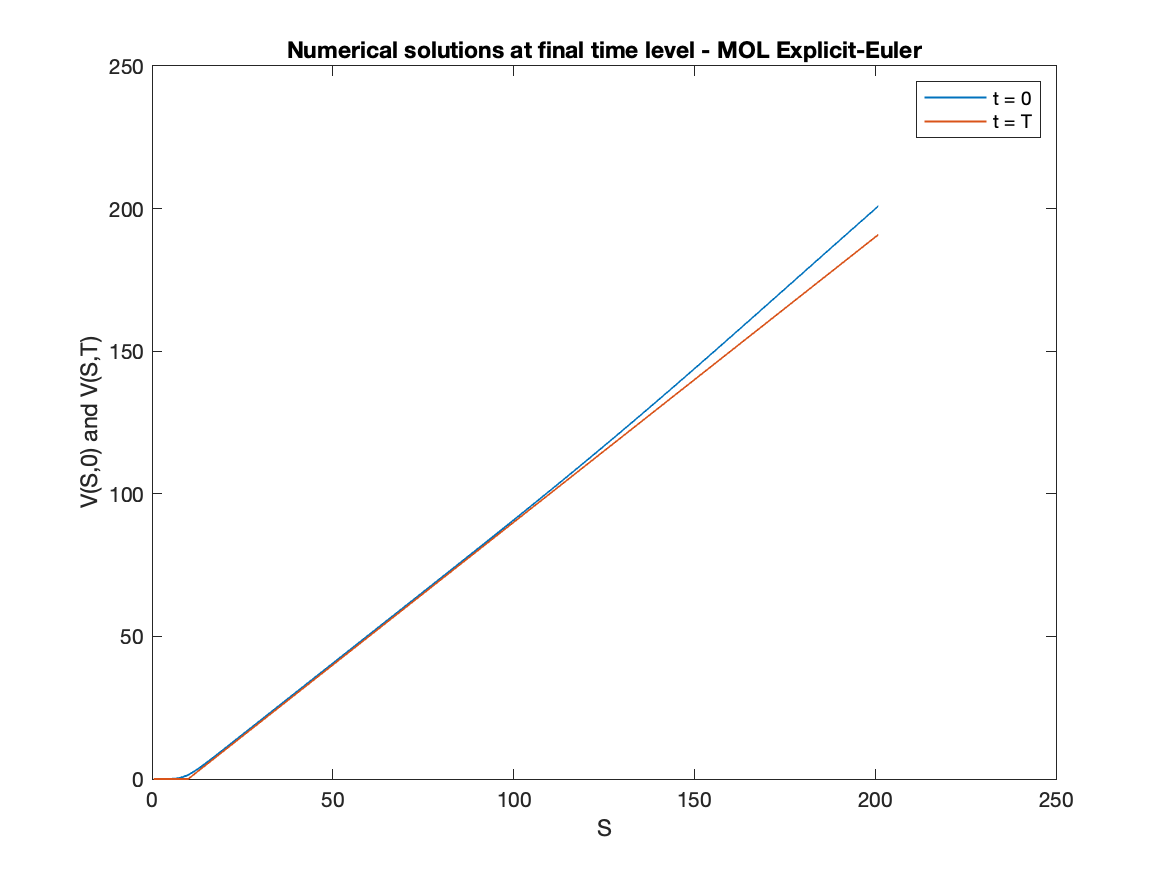 Numerical solutions at final time level - MOL Explicit-Euler
250
200
150
100
50
0
V(S,0) and V(S,T)
t = 0
t = T
0 50 100 150 200 250
S